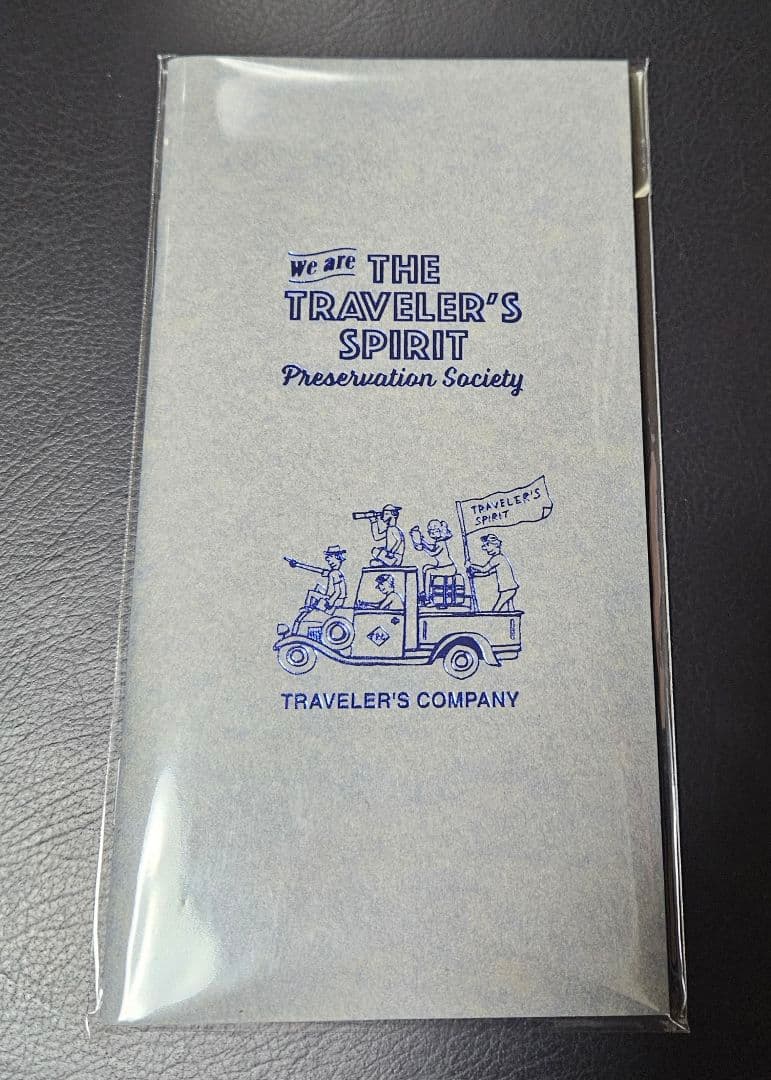 We are THE
TRAVELER'S
SPIRIT
Preservation Society
TRAVELER'S
SPIRIT
TRAVELER'S COMPANY